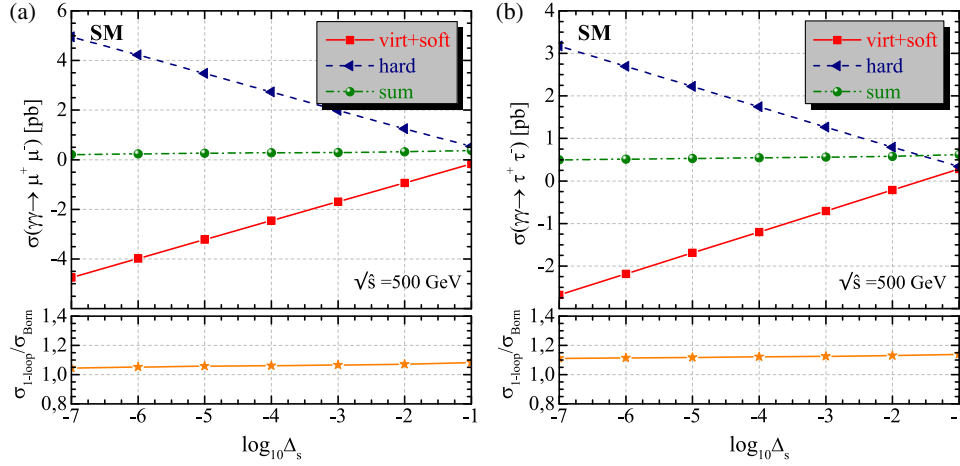 (a)
SM
virt+soft
hard
sum
σ(γγ→ μ⁺ μ⁻) [pb]
6
4
2
0
-2
-4
√ŝ =500 GeV
σ1-loop/σBorn
1,4
1,2
1,0
0,8
-7 -6 -5 -4 -3 -2 -1
log₁₀Δₛ
(b)
SM
virt+soft
hard
sum
σ(γγ→ τ⁺ τ⁻) [pb]
4
3
2
1
0
-1
-2
√ŝ =500 GeV
σ1-loop/σBorn
1,4
1,2
1,0
0,8
-7 -6 -5 -4 -3 -2 -1
log₁₀Δₛ